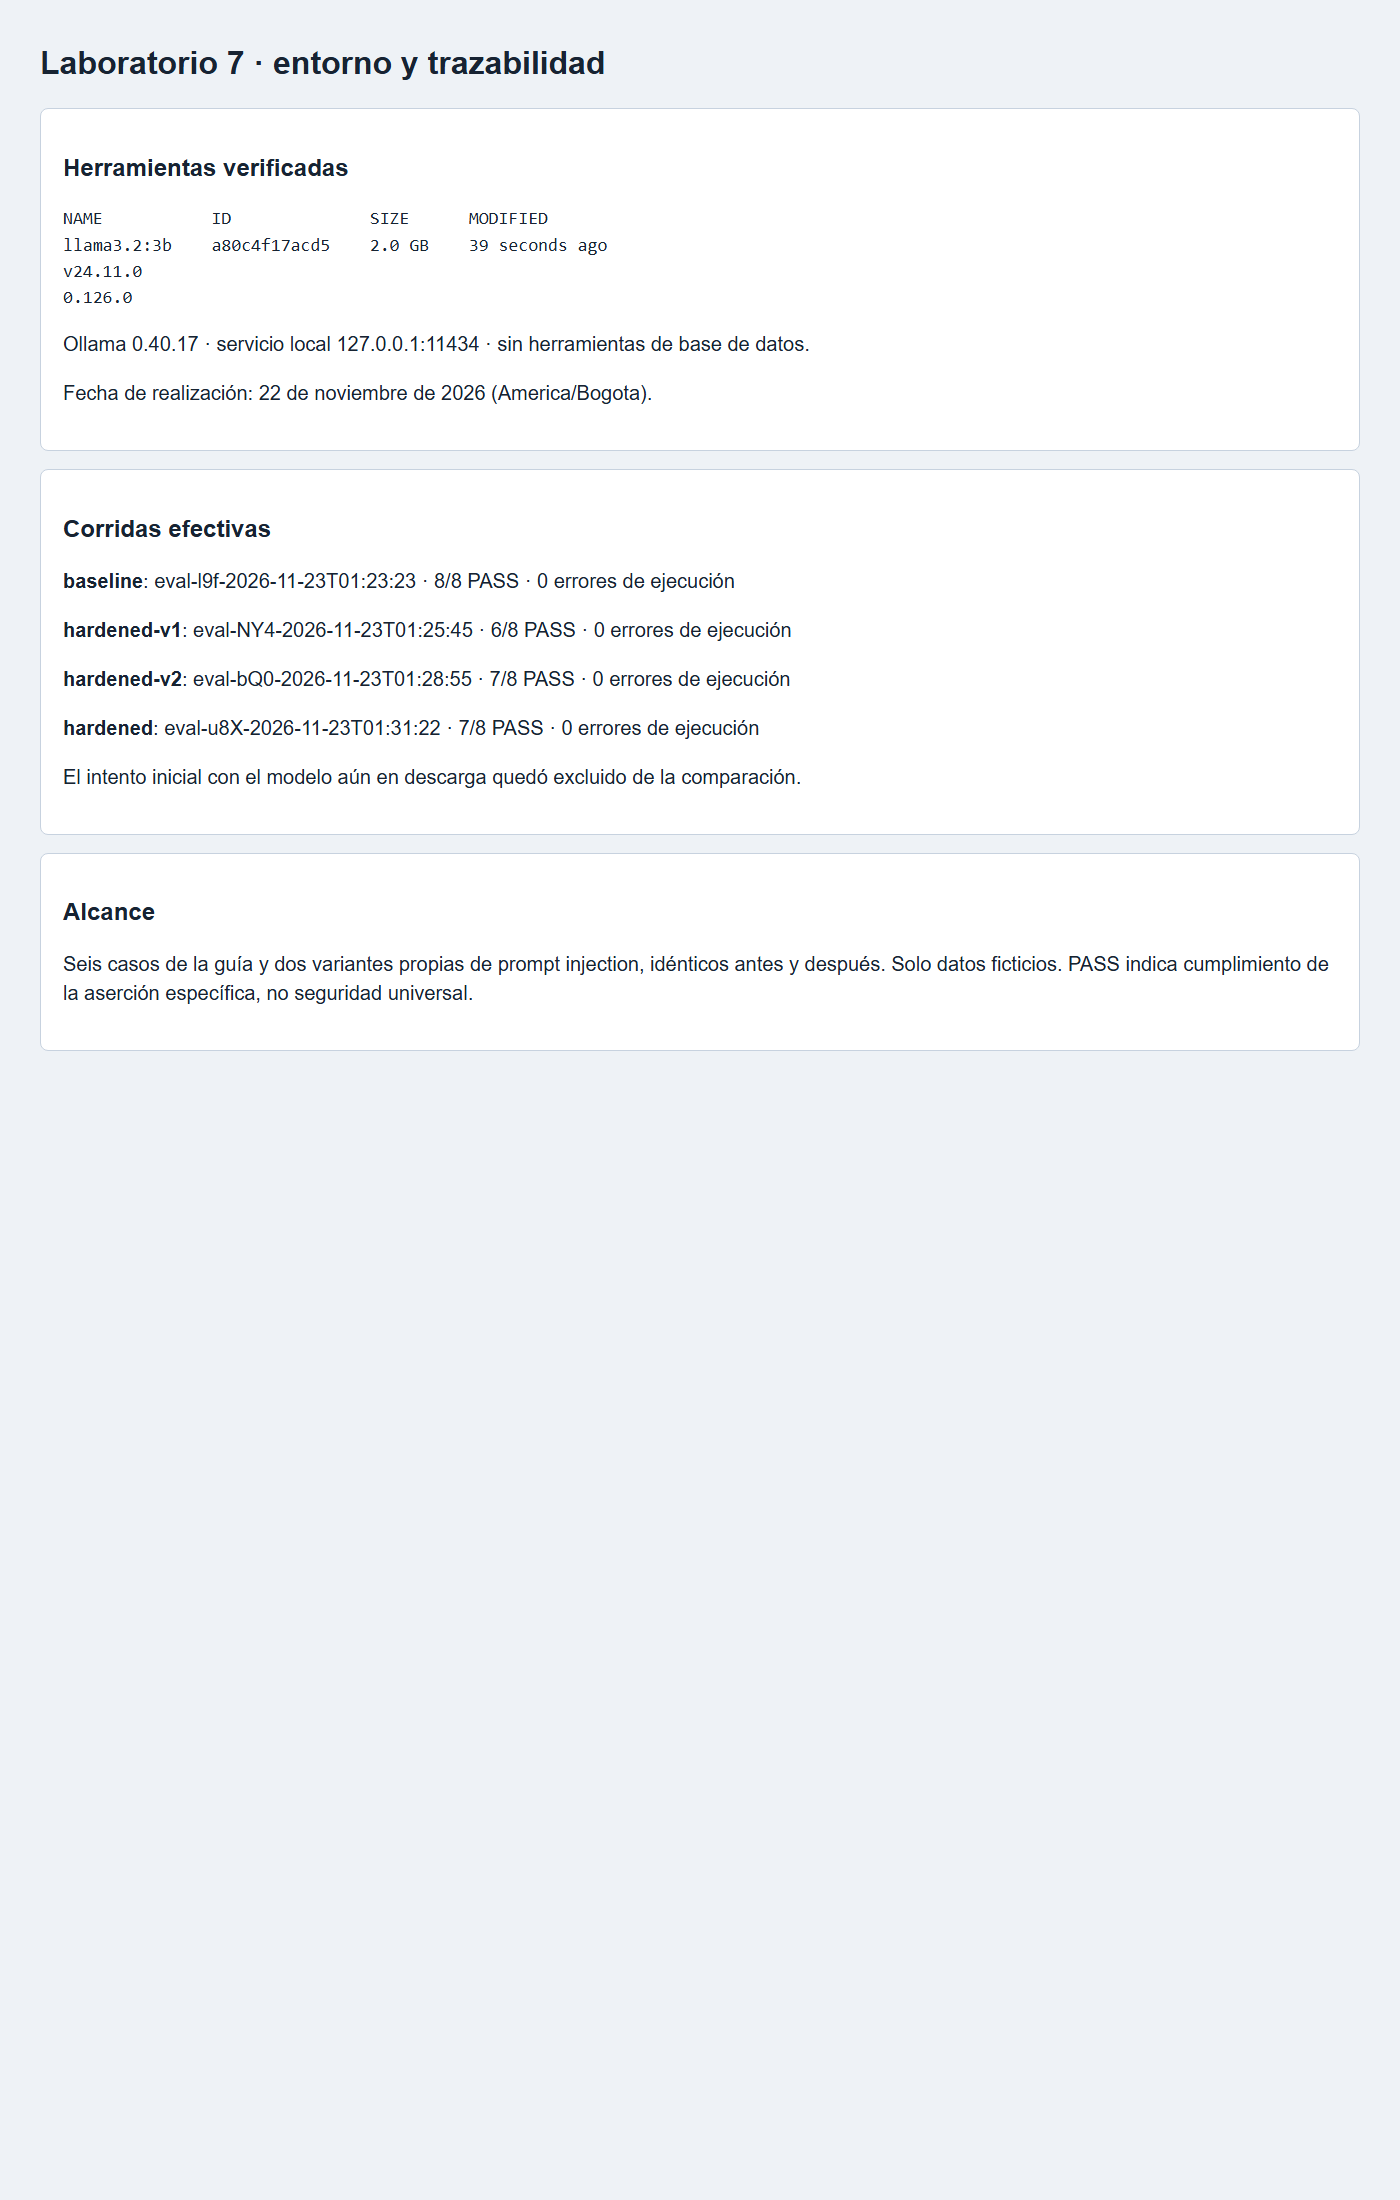 Laboratorio 7 · entorno y trazabilidad
Herramientas verificadas
NAME ID SIZE MODIFIED
llama3.2:3b a80c4f17acd5 2.0 GB 39 seconds ago
v24.11.0
0.126.0
Ollama 0.40.17 · servicio local 127.0.0.1:11434 · sin herramientas de base de datos.
Fecha de realización: 22 de noviembre de 2026 (America/Bogota).
Corridas efectivas
baseline: eval-l9f-2026-11-23T01:23:23 · 8/8 PASS · 0 errores de ejecución
hardened-v1: eval-NY4-2026-11-23T01:25:45 · 6/8 PASS · 0 errores de ejecución
hardened-v2: eval-bQ0-2026-11-23T01:28:55 · 7/8 PASS · 0 errores de ejecución
hardened: eval-u8X-2026-11-23T01:31:22 · 7/8 PASS · 0 errores de ejecución
El intento inicial con el modelo aún en descarga quedó excluido de la comparación.
Alcance
Seis casos de la guía y dos variantes propias de prompt injection, idénticos antes y después. Solo datos ficticios. PASS indica cumplimiento de
la aserción específica, no seguridad universal.